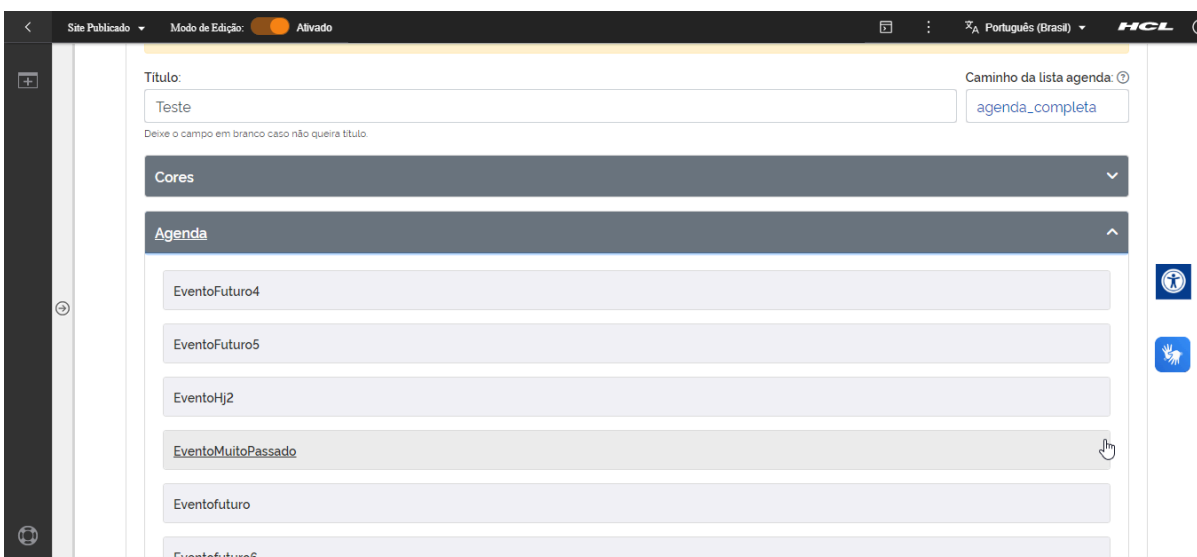 Site Publicado
Modo de Edição: Ativado
Português (Brasil)
HCL
Título:
Caminho da lista agenda:
Teste
agenda_completa
Deixe o campo em branco caso não queira título.
Cores
Agenda
EventoFuturo4
EventoFuturo5
EventoHj2
EventoMuitoPassado
Eventofuturo
Eventofuturo6